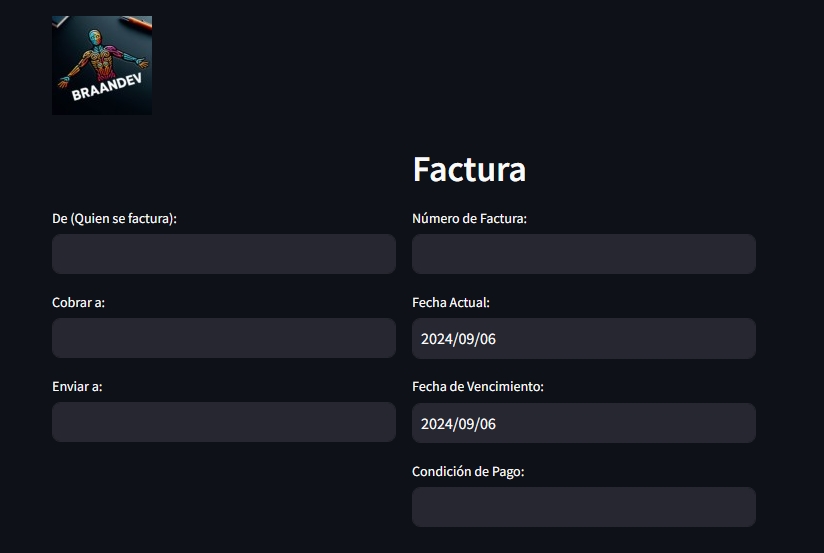 BRAANDEV
Factura
De (Quien se factura):
Número de Factura:
Cobrar a:
Fecha Actual:
2024/09/06
Enviar a:
Fecha de Vencimiento:
2024/09/06
Condición de Pago: